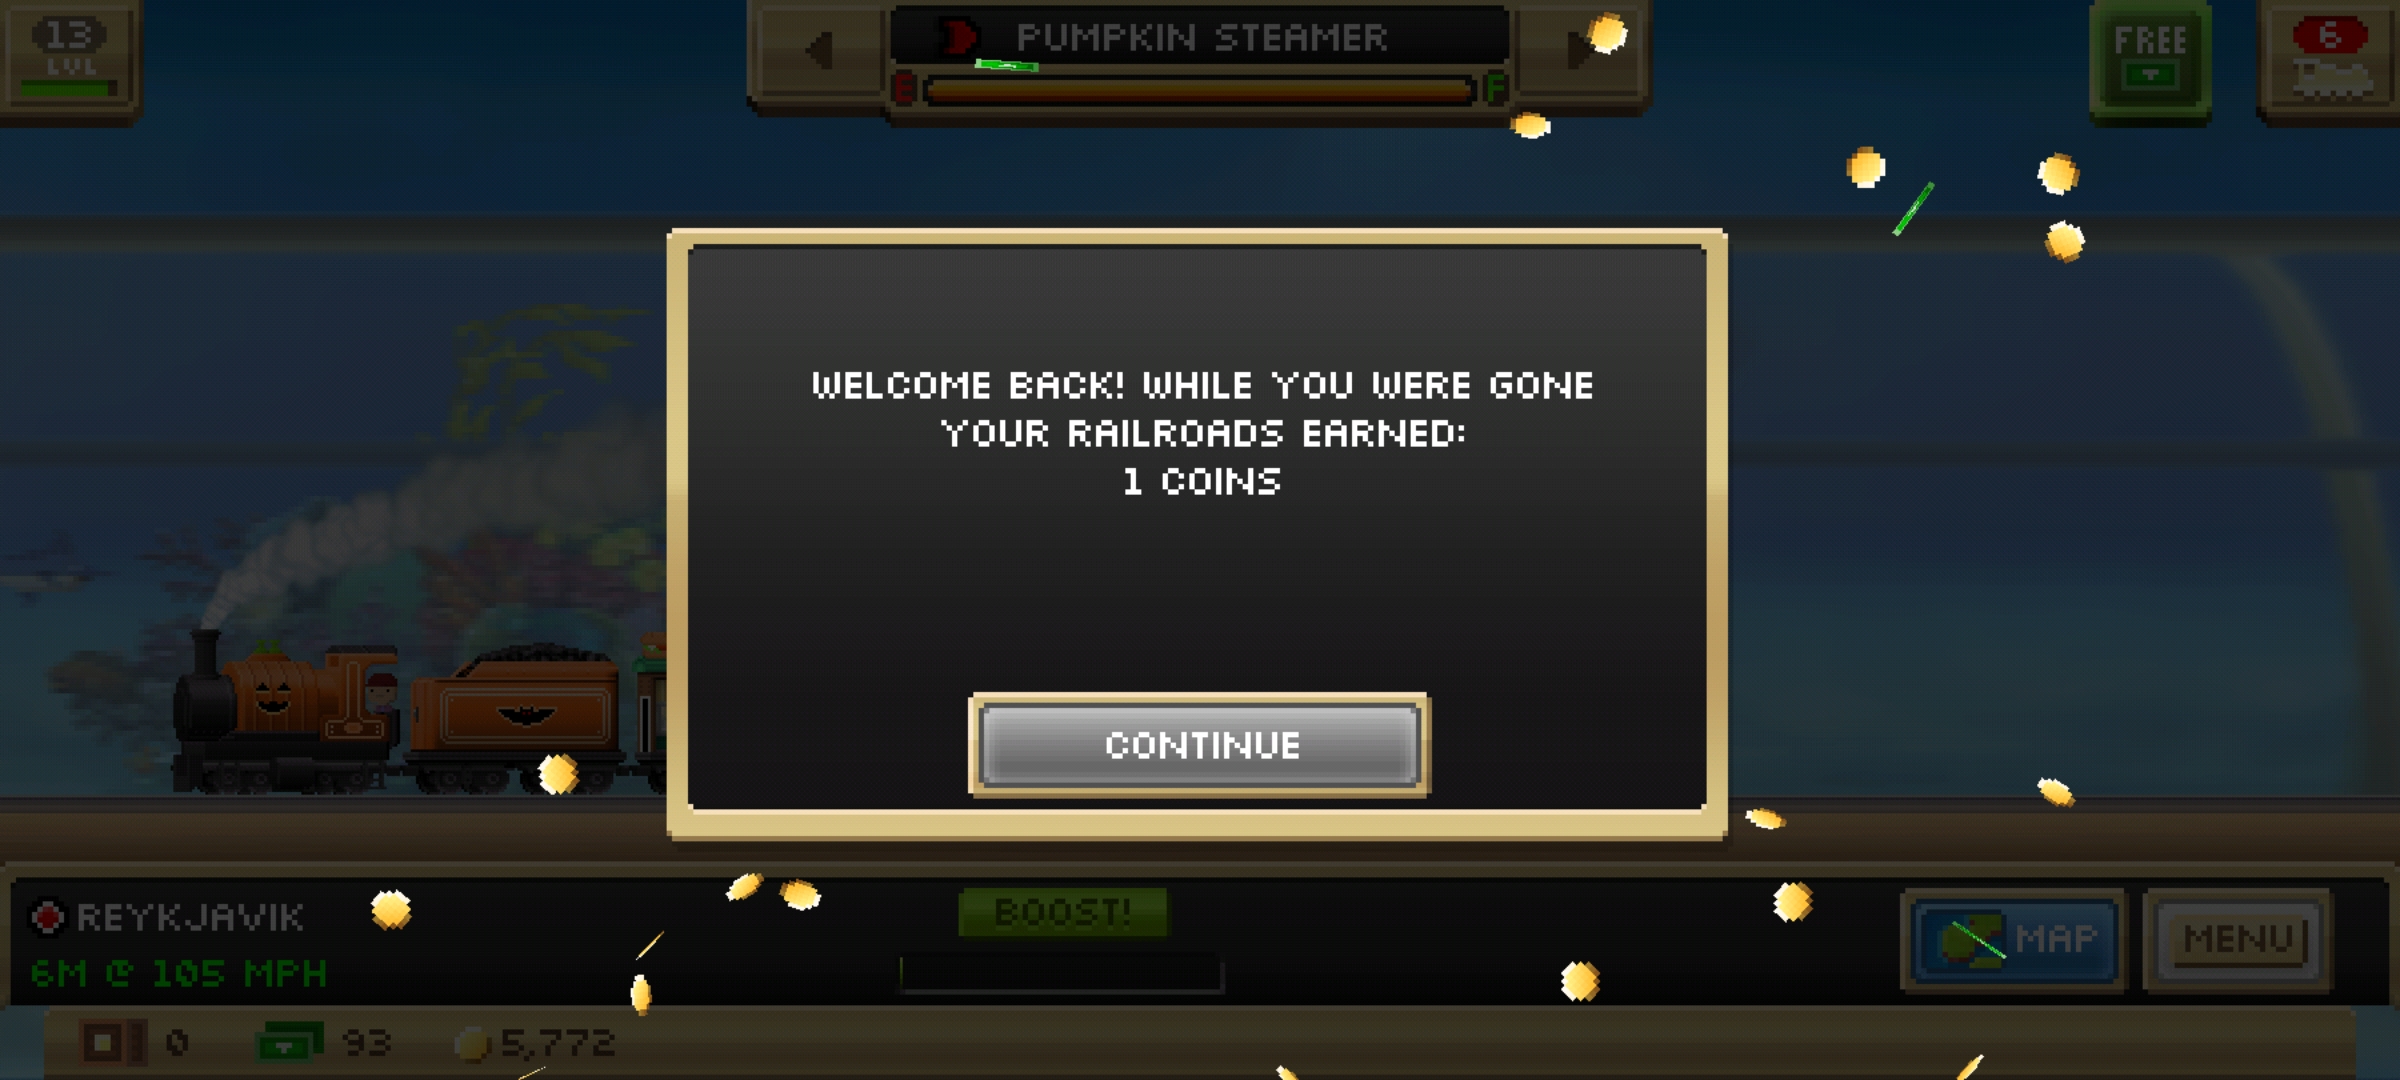 13
LVL
PUMPKIN STEAMER
E
F
FREE
6
WELCOME BACK! WHILE YOU WERE GONE
YOUR RAILROADS EARNED:
1 COINS
CONTINUE
REYKJAVIK
6M @ 105 MPH
BOOST!
MAP
MENU
0
93
5,772